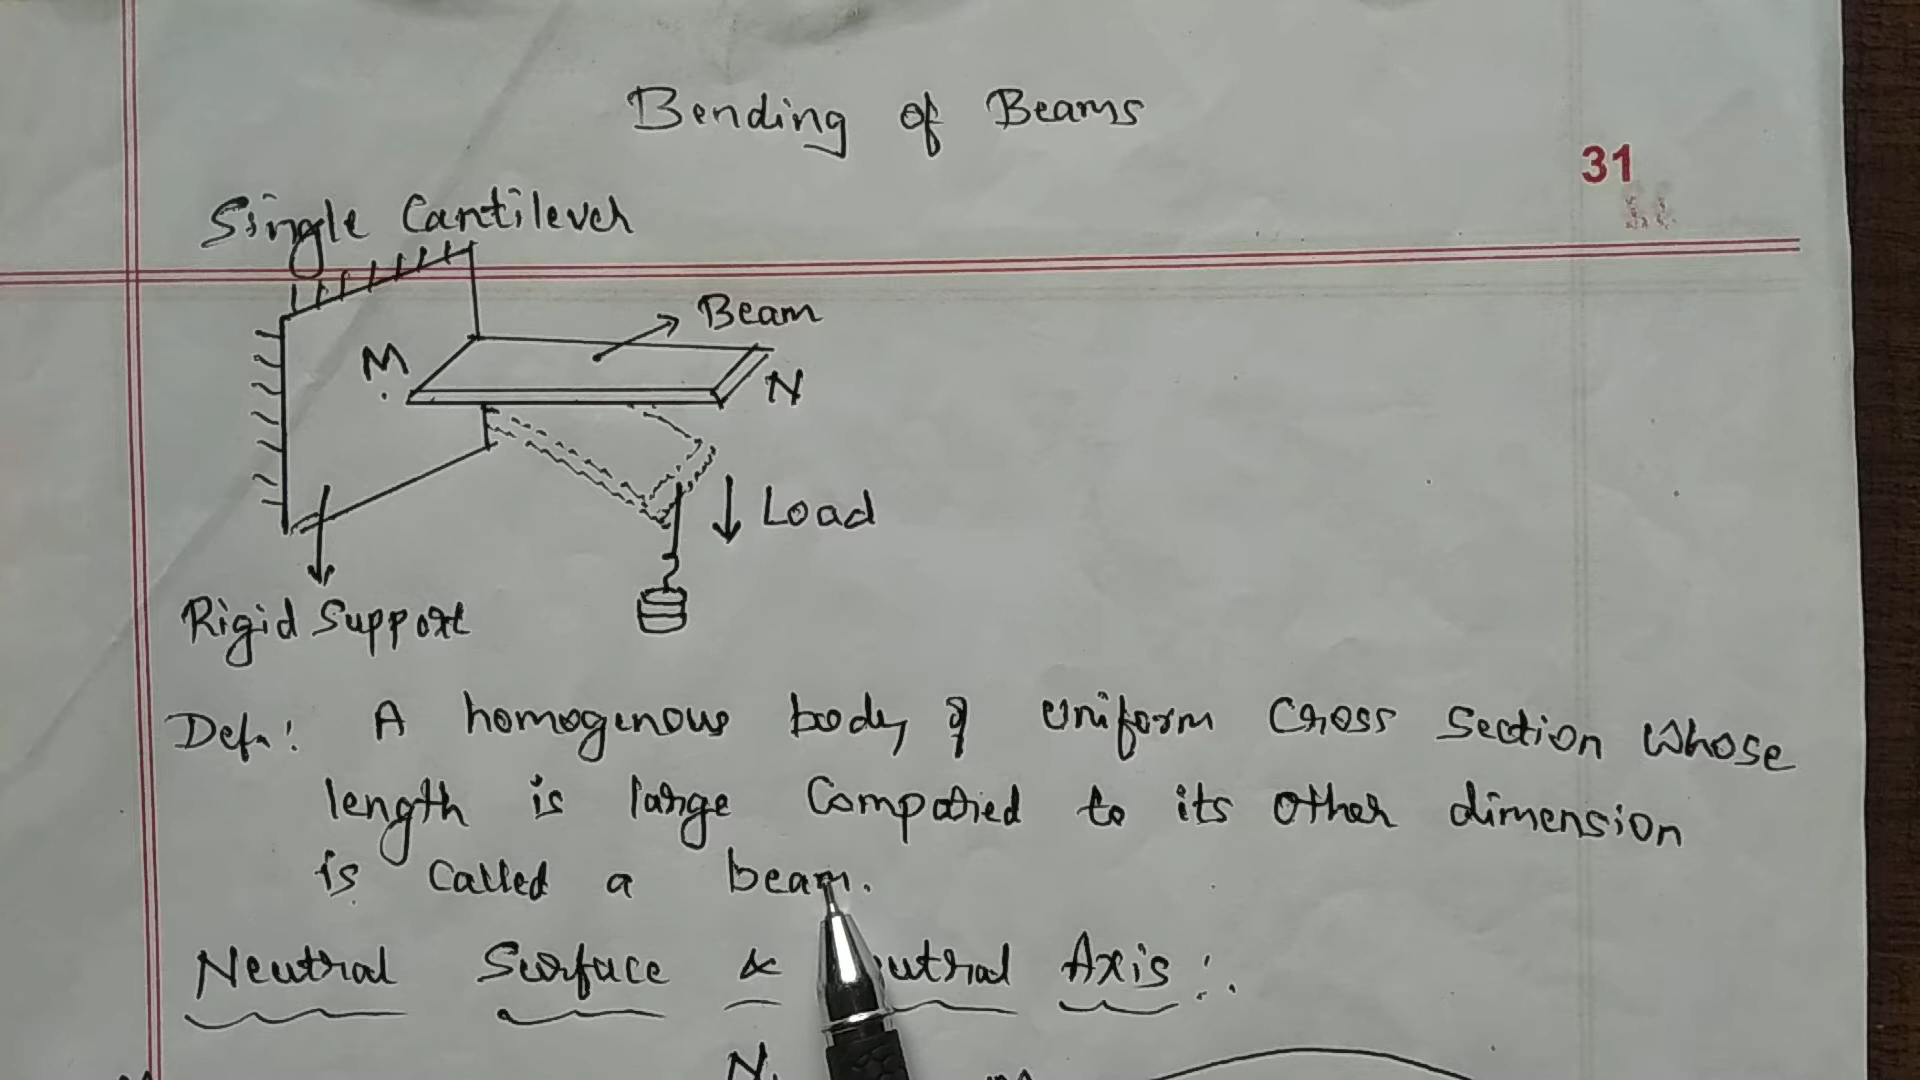 Bending of Beams
31
Single Cantilever
Beam
M
N
Load
Rigid Support
Defn: A homogenous body of uniform cross section whose
length is large Compared to its other dimension
is called a beam.
Neutral Surface & Axis:
N